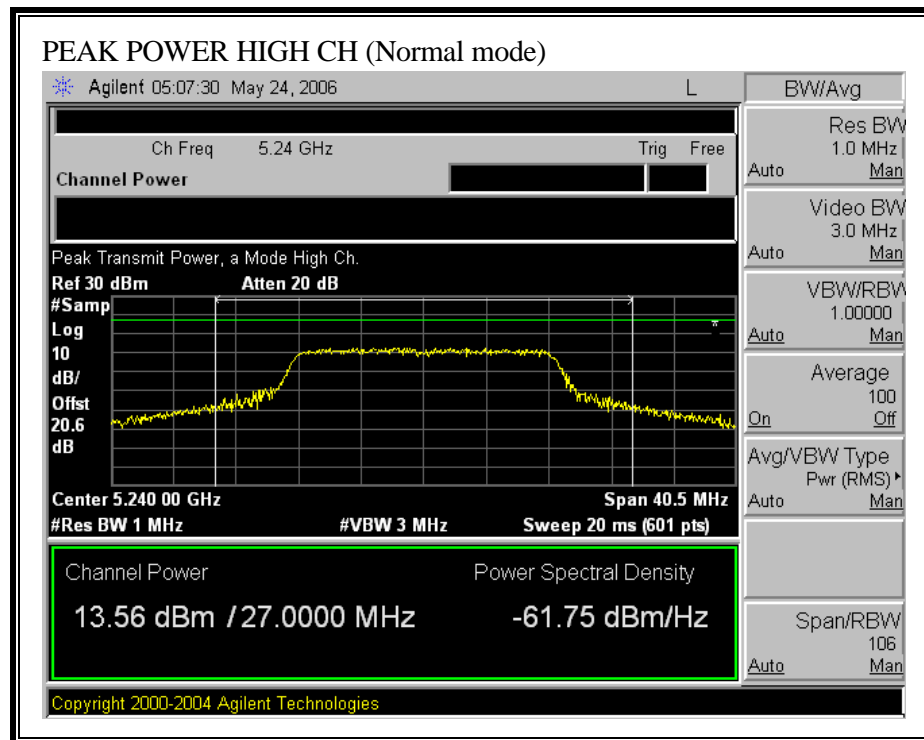 PEAK POWER HIGH CH (Normal mode)
Agilent 05:07:30 May 24, 2006 L
Ch Freq 5.24 GHz Trig Free
Channel Power
Peak Transmit Power, a Mode High Ch.
Ref 30 dBm Atten 20 dB
#Samp
Log
10
dB/
Offst
20.6
dB
Center 5.240 00 GHz Span 40.5 MHz
#Res BW 1 MHz #VBW 3 MHz Sweep 20 ms (601 pts)
Channel Power Power Spectral Density
13.56 dBm / 27.0000 MHz -61.75 dBm/Hz
Copyright 2000-2004 Agilent Technologies
BW/Avg
Res BW
1.0 MHz
Auto Man
Video BW
3.0 MHz
Auto Man
VBW/RBW
1.00000
Auto Man
Average
100
On Off
Avg/VBW Type
Pwr (RMS)
Auto Man
Span/RBW
106
Auto Man